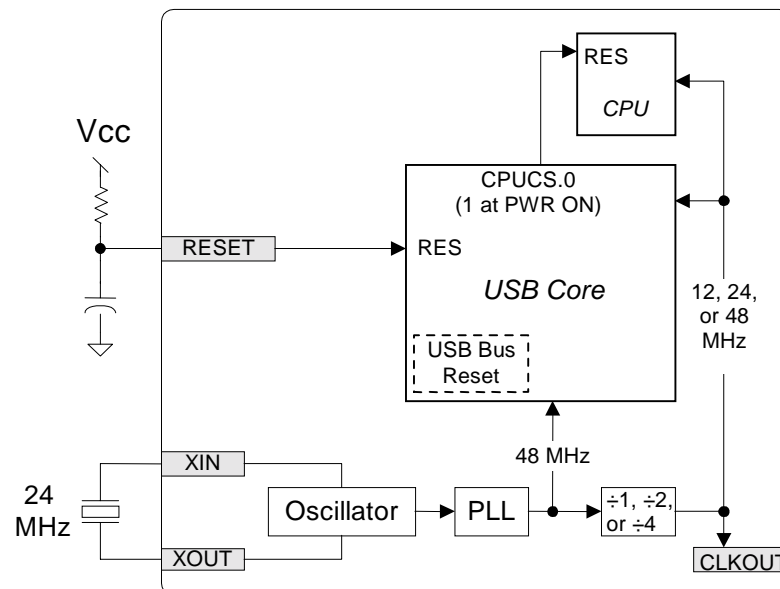 RES
CPU
Vcc
CPUCS.0
(1 at PWR ON)
RESET
RES
USB Core
12, 24,
or 48
MHz
USB Bus
Reset
XIN
48 MHz
24
MHz
Oscillator
PLL
÷1, ÷2,
or ÷4
XOUT
CLKOUT